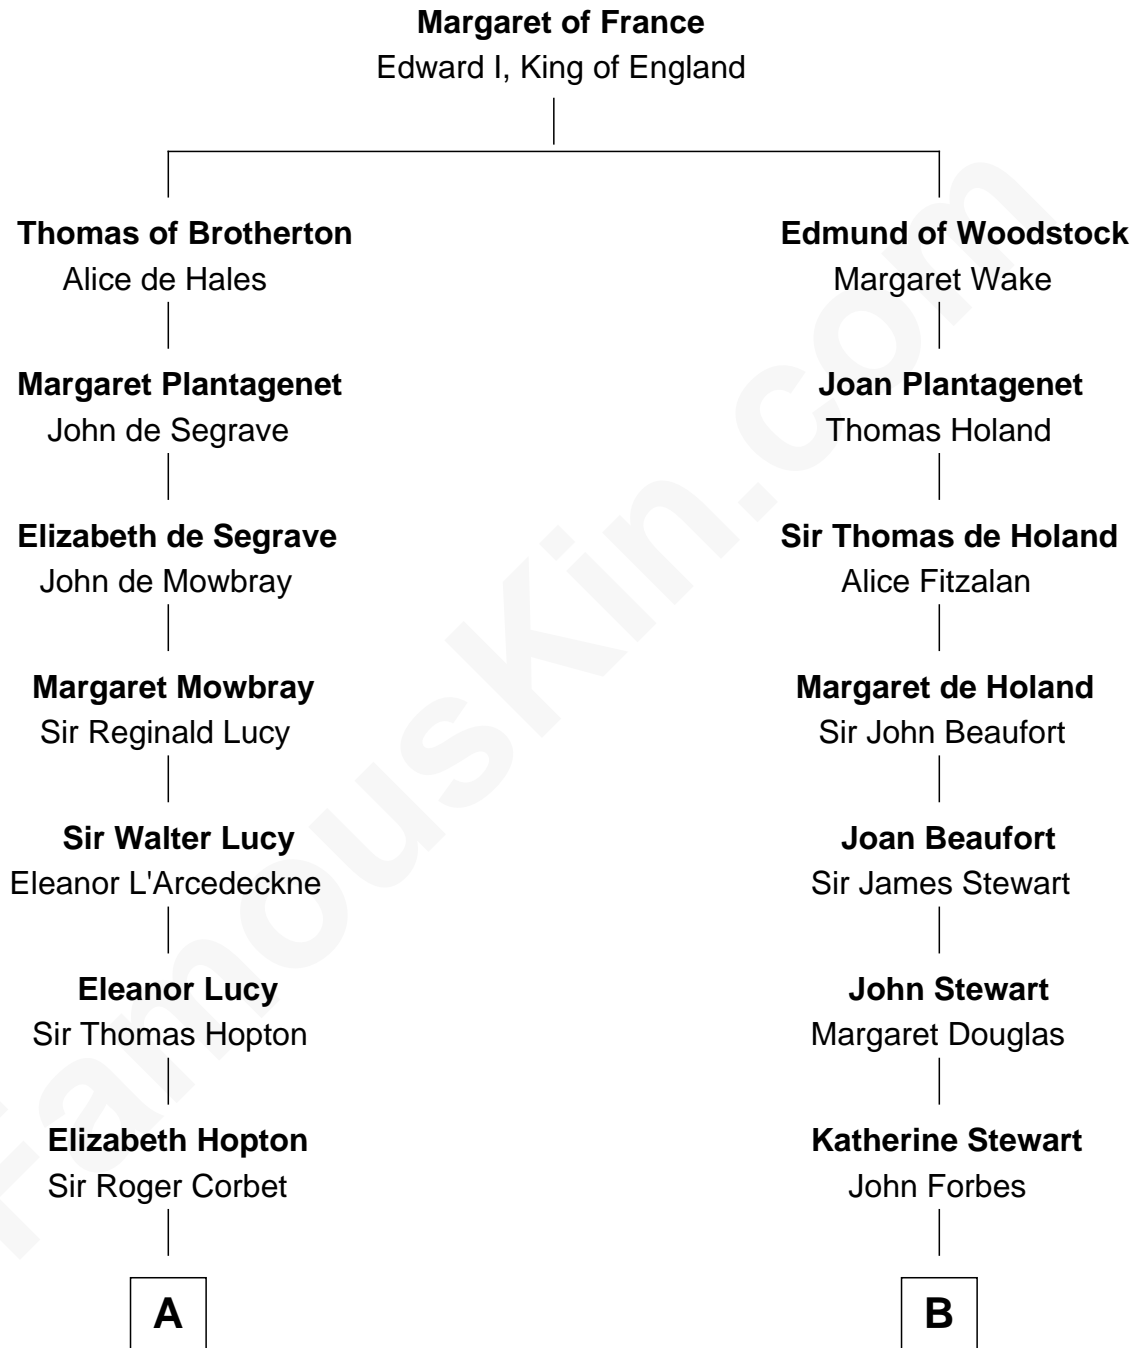 Margaret of France
Edward I, King of England
Thomas of Brotherton
Alice de Hales
Edmund of Woodstock
Margaret Wake
Margaret Plantagenet
John de Segrave
Joan Plantagenet
Thomas Holand
Elizabeth de Segrave
John de Mowbray
Sir Thomas de Holand
Alice Fitzalan
Margaret Mowbray
Sir Reginald Lucy
Margaret de Holand
Sir John Beaufort
Sir Walter Lucy
Eleanor L'Arcedeckne
Joan Beaufort
Sir James Stewart
Eleanor Lucy
Sir Thomas Hopton
John Stewart
Margaret Douglas
Elizabeth Hopton
Sir Roger Corbet
Katherine Stewart
John Forbes
A
B
FamousKin.com